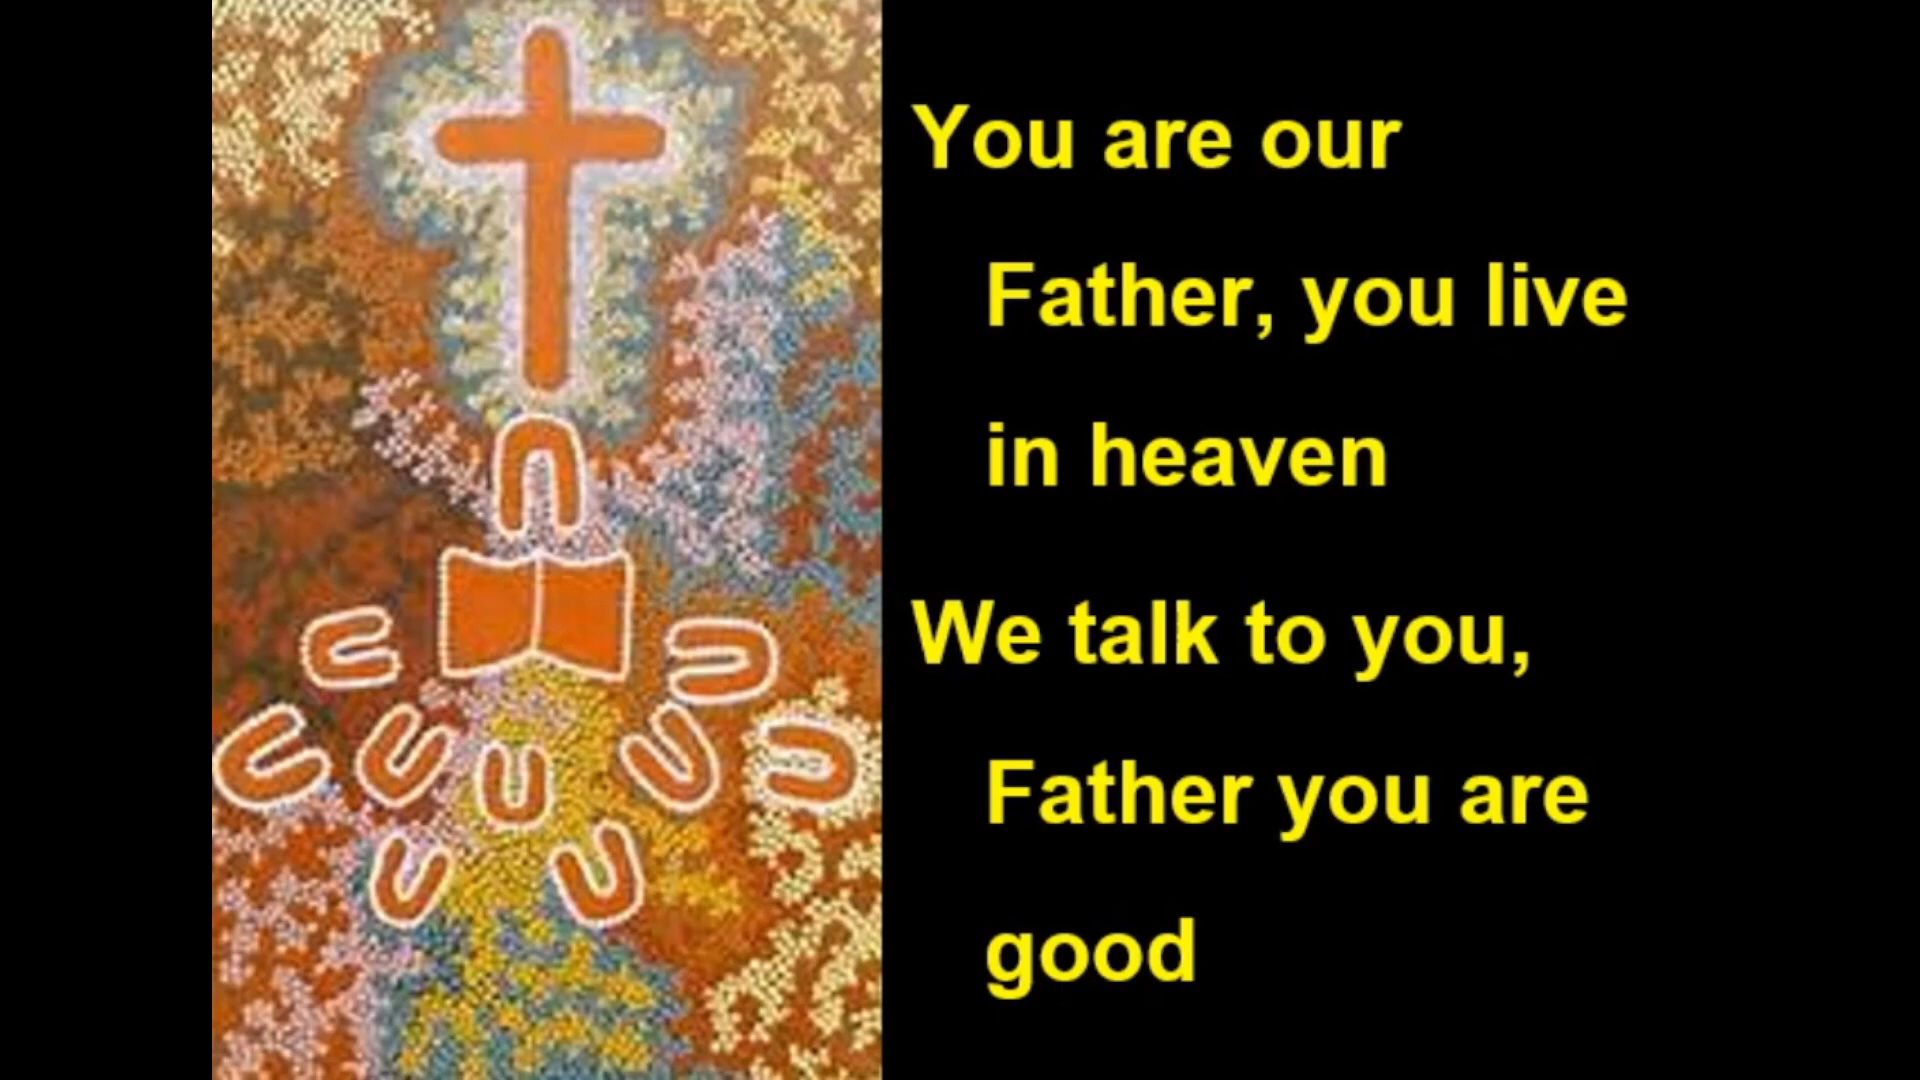 You are our
Father, you live
in heaven
We talk to you,
Father you are
good